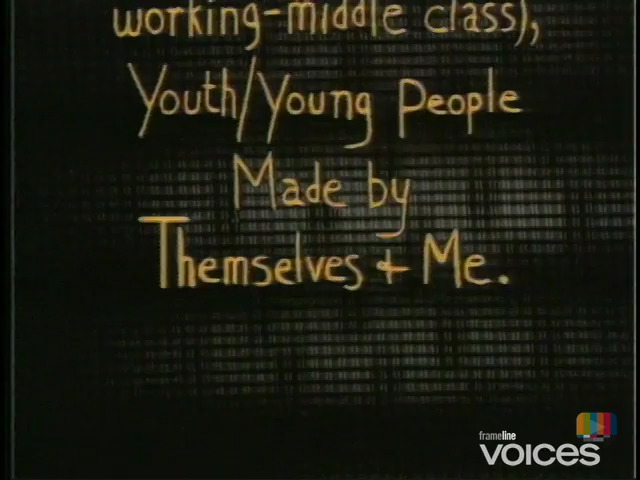 working-middle class),
Youth/Young People
Made by
Themselves + Me.
frameline
VOICES